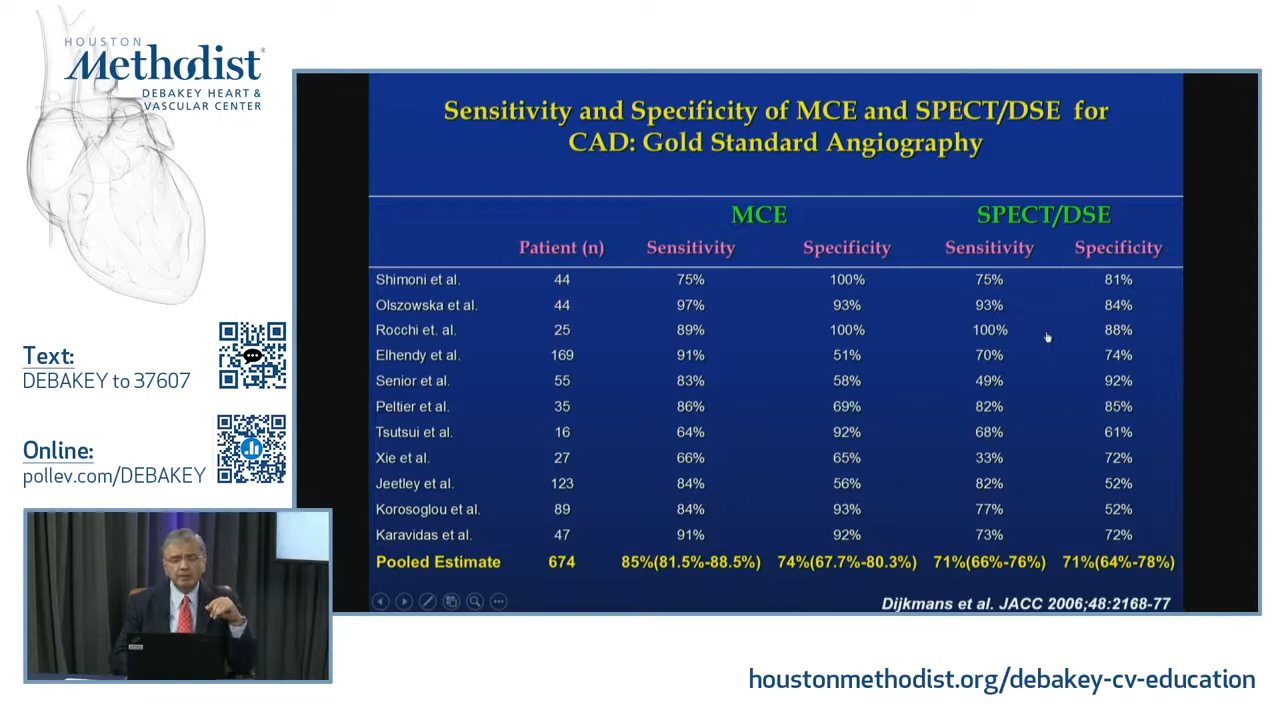 HOUSTON
Methodist®
DEBAKEY HEART &
VASCULAR CENTER
Text:
DEBAKEY to 37607
Online:
pollev.com/DEBAKEY
Sensitivity and Specificity of MCE and SPECT/DSE for
CAD: Gold Standard Angiography
MCE SPECT/DSE
Patient (n) Sensitivity Specificity Sensitivity Specificity
Shimoni et al. 44 75% 100% 75% 81%
Olszowska et al. 44 97% 93% 93% 84%
Rocchi et. al. 25 89% 100% 100% 88%
Elhendy et al. 169 91% 51% 70% 74%
Senior et al. 55 83% 58% 49% 92%
Peltier et al. 35 86% 69% 82% 85%
Tsutsui et al. 16 64% 92% 68% 61%
Xie et al. 27 66% 65% 33% 72%
Jeetley et al. 123 84% 56% 82% 52%
Korosoglou et al. 89 84% 93% 77% 52%
Karavidas et al. 47 91% 92% 73% 72%
Pooled Estimate 674 85%(81.5%-88.5%) 74%(67.7%-80.3%) 71%(66%-76%) 71%(64%-78%)
Dijkmans et al. JACC 2006;48:2168-77
houstonmethodist.org/debakey-cv-education